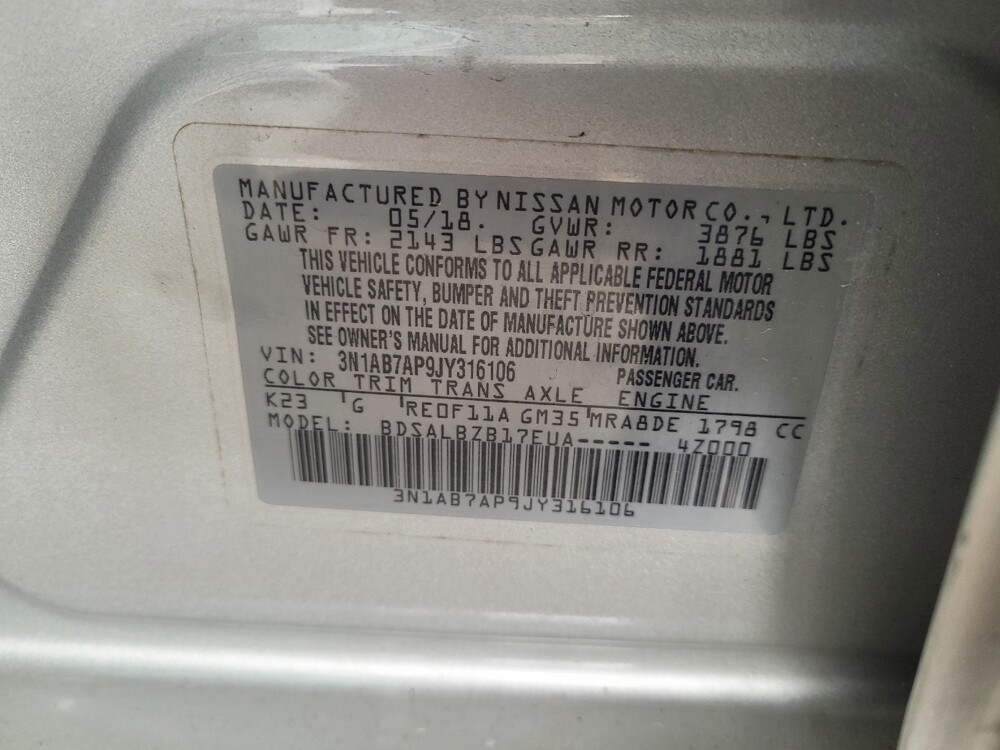 MANUFACTURED BY NISSAN MOTOR CO., LTD.
DATE: 05/18. GVWR: 3876 LBS
GAWR FR: 2143 LBS GAWR RR: 1881 LBS
THIS VEHICLE CONFORMS TO ALL APPLICABLE FEDERAL MOTOR
VEHICLE SAFETY, BUMPER AND THEFT PREVENTION STANDARDS
IN EFFECT ON THE DATE OF MANUFACTURE SHOWN ABOVE.
SEE OWNER'S MANUAL FOR ADDITIONAL INFORMATION.
VIN: 3N1AB7AP9JY316106 PASSENGER CAR.
COLOR TRIM TRANS AXLE ENGINE
K23 G RE0F11A GM35 MRA8DE 1798 CC
MODEL: BDSALBZB17EUA----- 4Z000
3N1AB7AP9JY316106